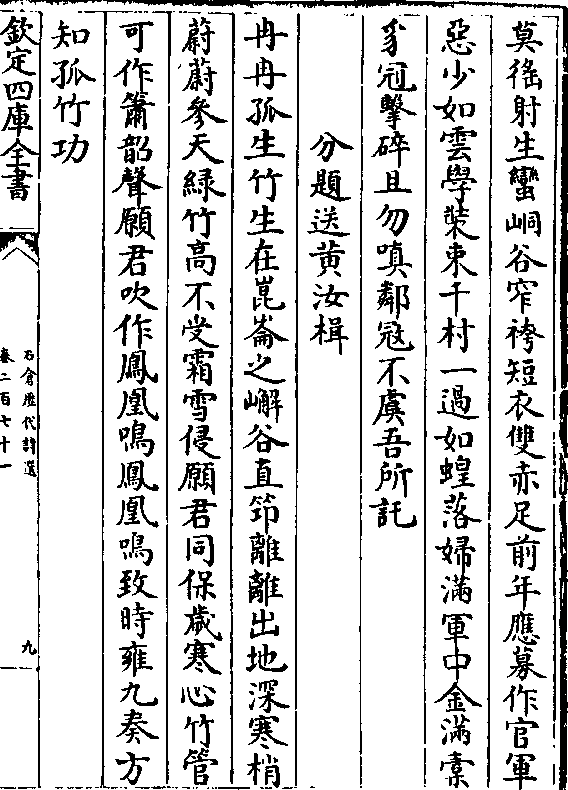 莫徭射生蠻峒谷窄袴短衣雙赤足前年應募作官軍
惡少如雲學裝束千村一過如蝗落婦滿軍中金滿橐
豸冠擊碎且勿嗔鄰冦不虞吾所託
分題送黄汝楫
冉冉孤生竹生在崑崙之嶰谷直節離離出地深寒梢
蔚蔚參天緑竹高不受霜雪侵願君同保歳寒心竹管
可作簫韶聲願君吹作鳳凰鳴鳳凰鳴致時雍九奏方
知孤竹功
欽定四庫全書
石倉歷代詩選
卷二百七十一
九